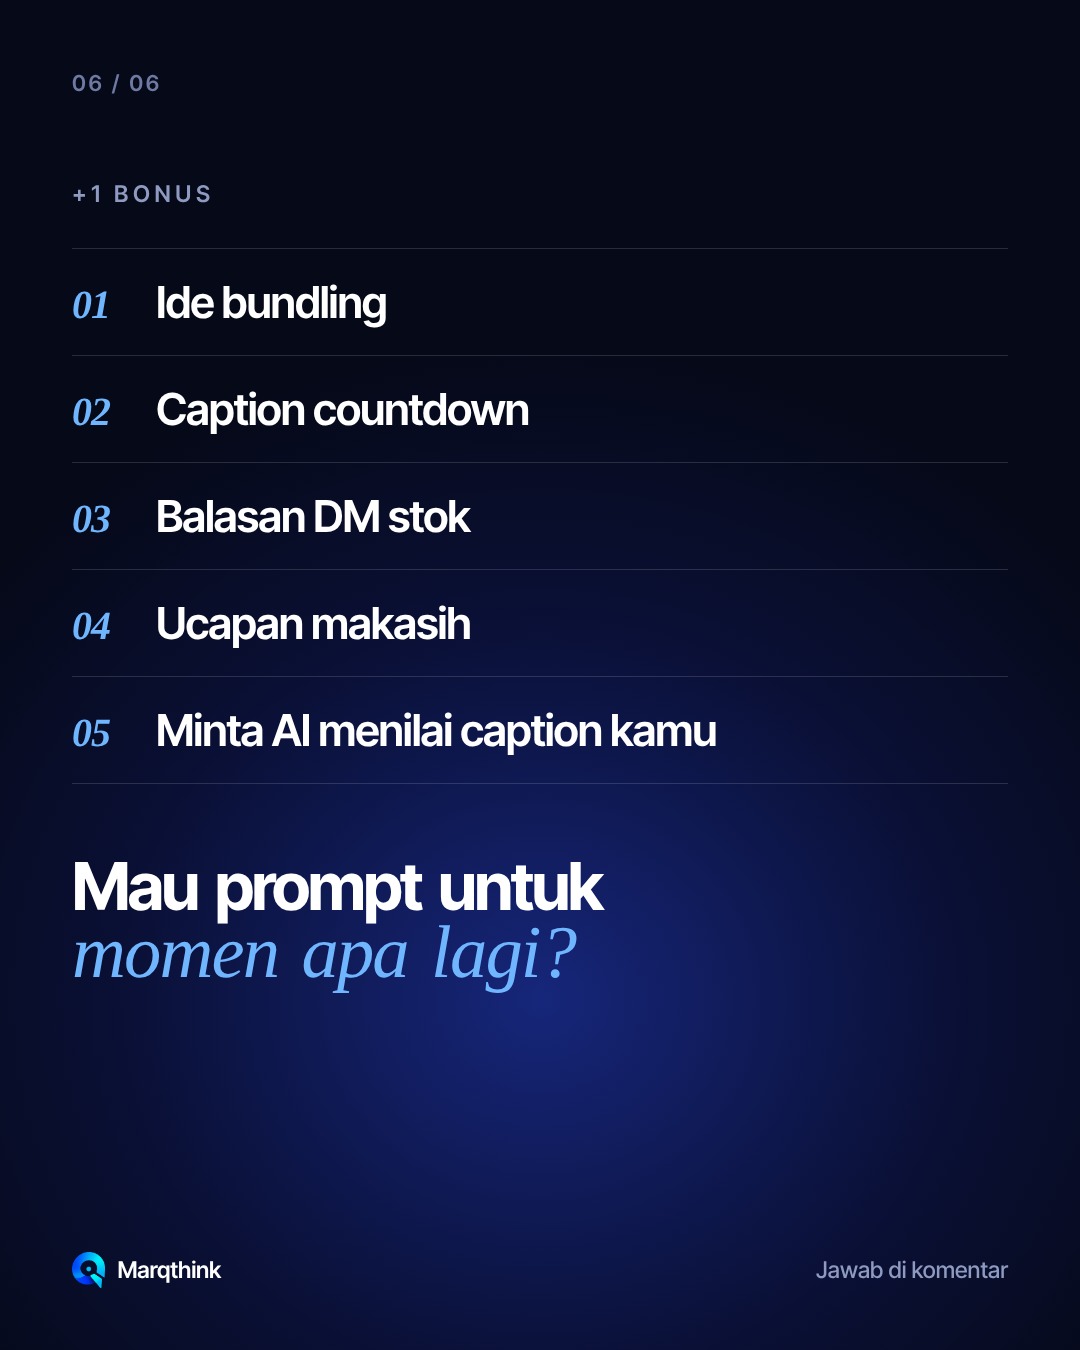 06 / 06
+1 BONUS
01 Ide bundling
02 Caption countdown
03 Balasan DM stok
04 Ucapan makasih
05 Minta AI menilai caption kamu
Mau prompt untuk
momen apa lagi?
Marqthink
Jawab di komentar